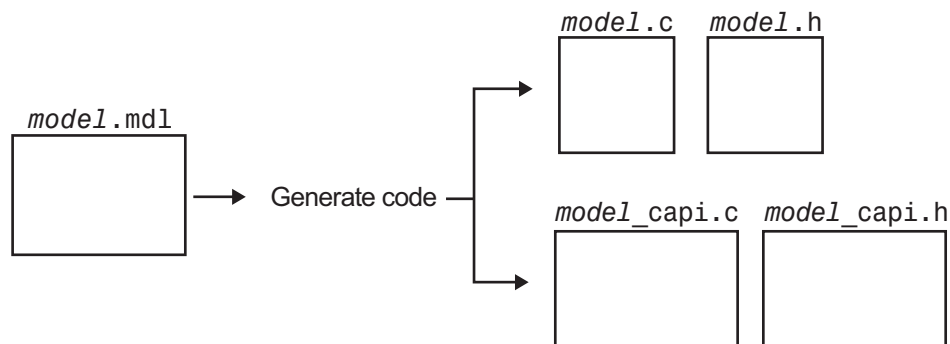 model.c model.h
model.mdl
Generate code
model_capi.c model_capi.h